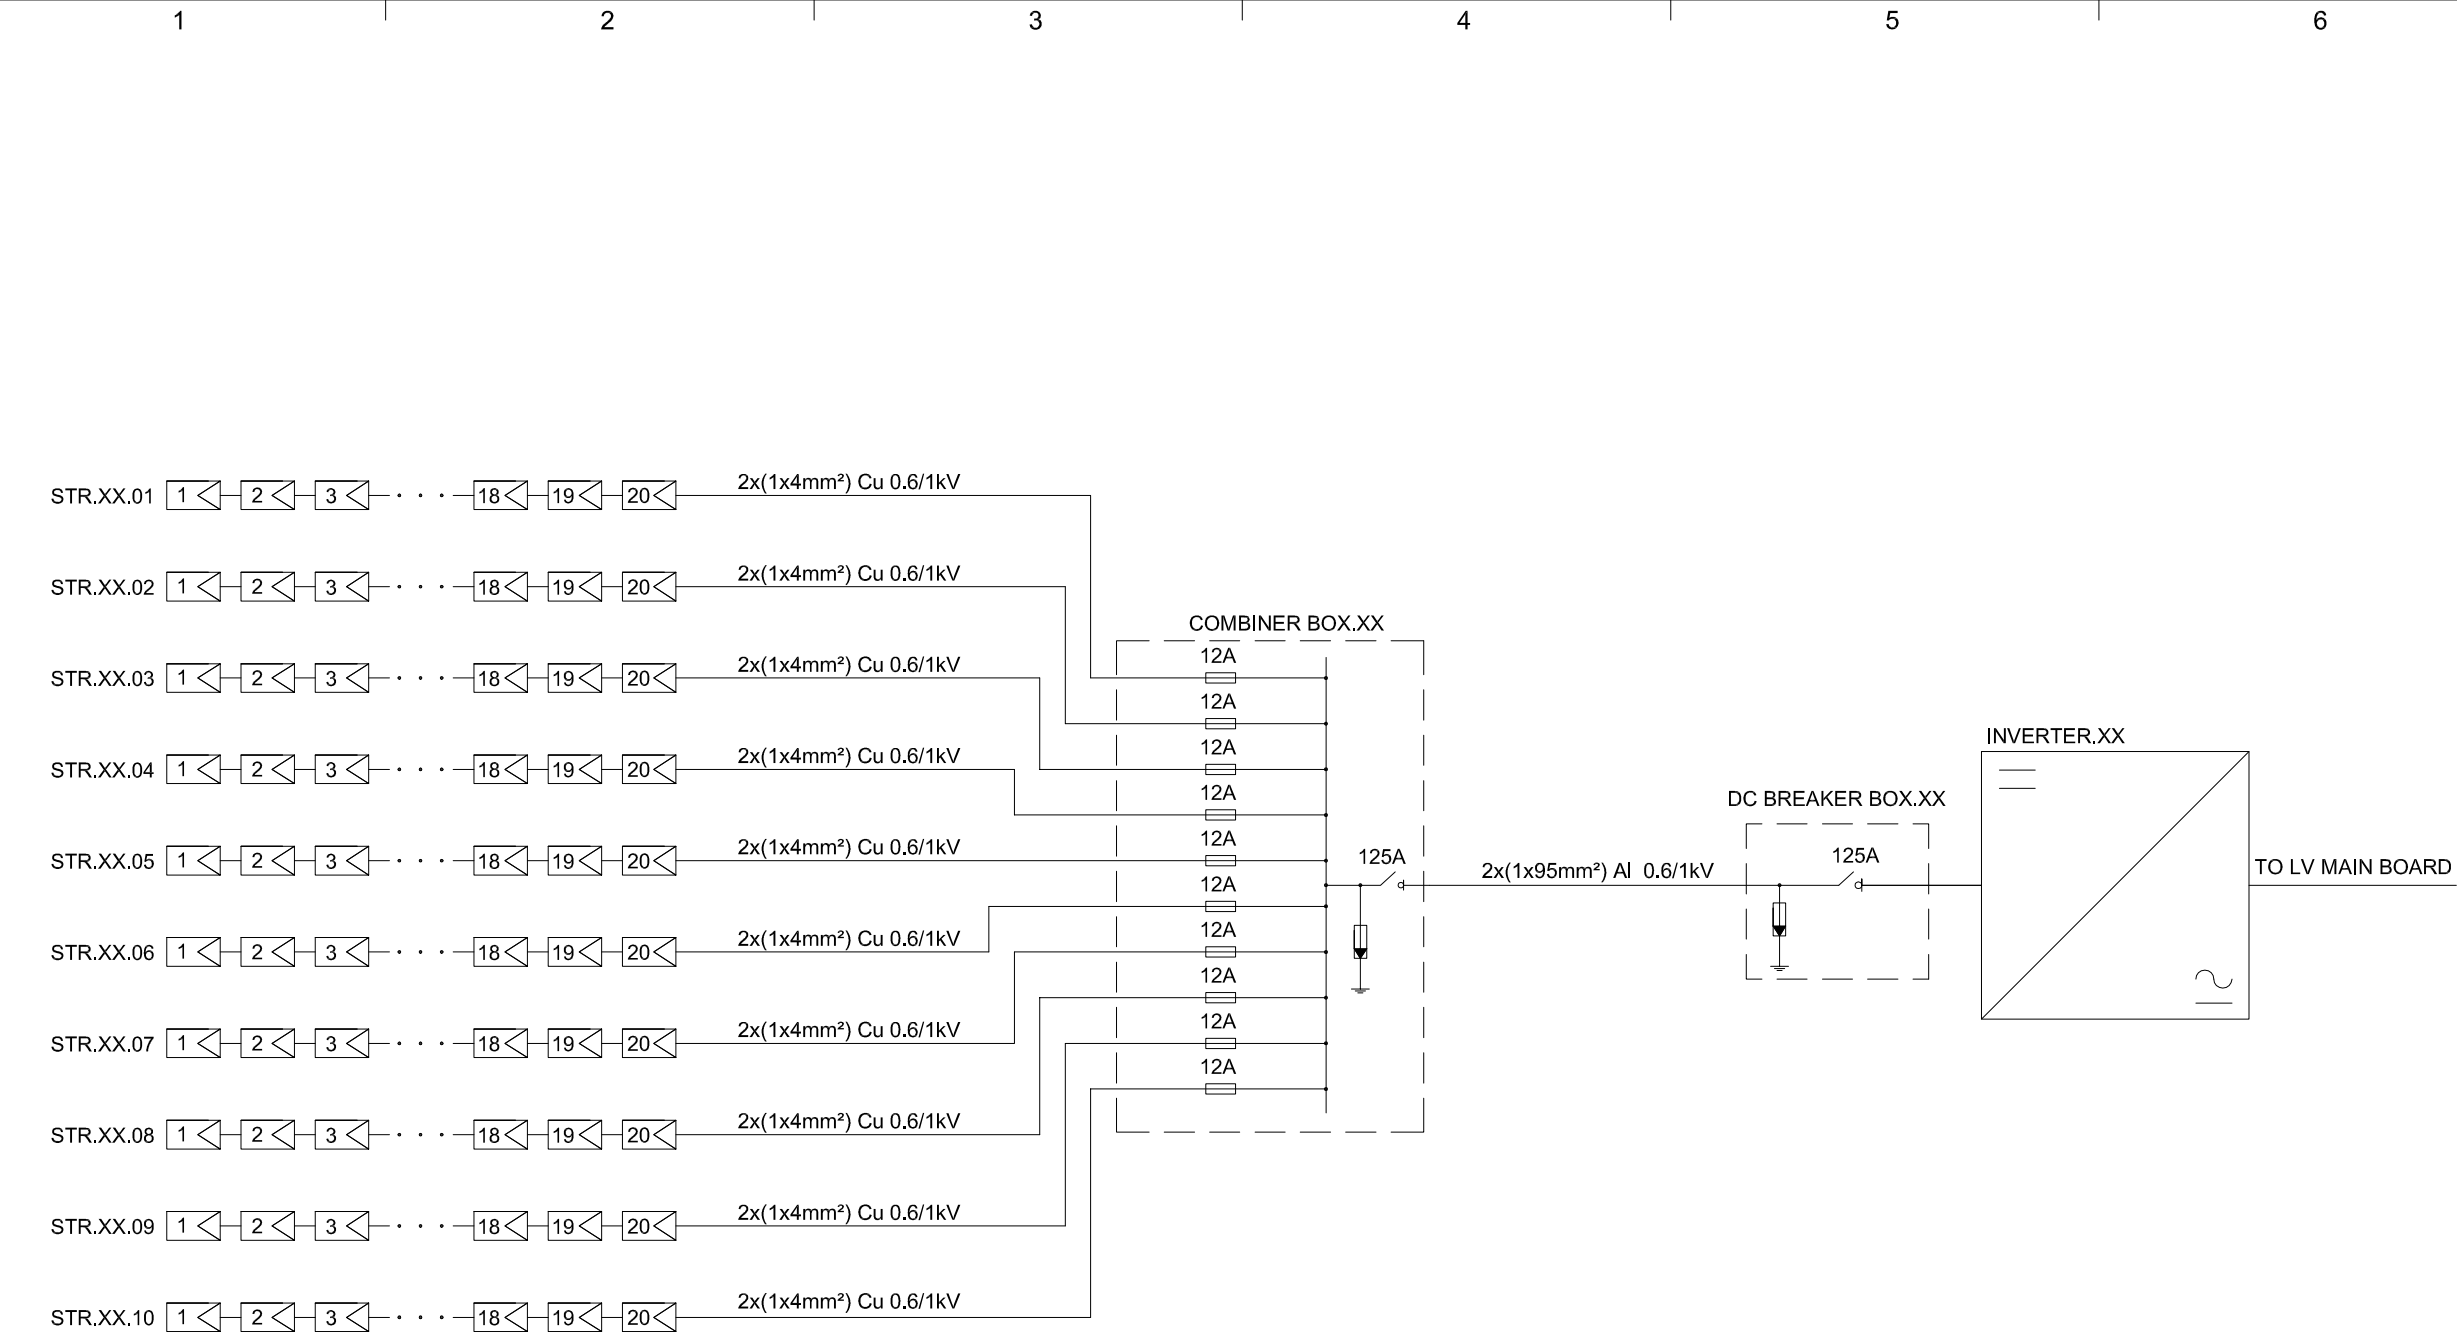 1 2 3 4 5 6
STR.XX.01 1 2 3 18 19 20 2x(1x4mm²) Cu 0.6/1kV
STR.XX.02 1 2 3 18 19 20 2x(1x4mm²) Cu 0.6/1kV
COMBINER BOX.XX
12A
STR.XX.03 1 2 3 18 19 20 2x(1x4mm²) Cu 0.6/1kV
12A
INVERTER.XX
12A
STR.XX.04 1 2 3 18 19 20 2x(1x4mm²) Cu 0.6/1kV
12A
DC BREAKER BOX.XX
12A
STR.XX.05 1 2 3 18 19 20 2x(1x4mm²) Cu 0.6/1kV
125A
125A
2x(1x95mm²) Al 0.6/1kV
TO LV MAIN BOARD
12A
12A
STR.XX.06 1 2 3 18 19 20 2x(1x4mm²) Cu 0.6/1kV
12A
12A
STR.XX.07 1 2 3 18 19 20 2x(1x4mm²) Cu 0.6/1kV
12A
STR.XX.08 1 2 3 18 19 20 2x(1x4mm²) Cu 0.6/1kV
STR.XX.09 1 2 3 18 19 20 2x(1x4mm²) Cu 0.6/1kV
STR.XX.10 1 2 3 18 19 20 2x(1x4mm²) Cu 0.6/1kV